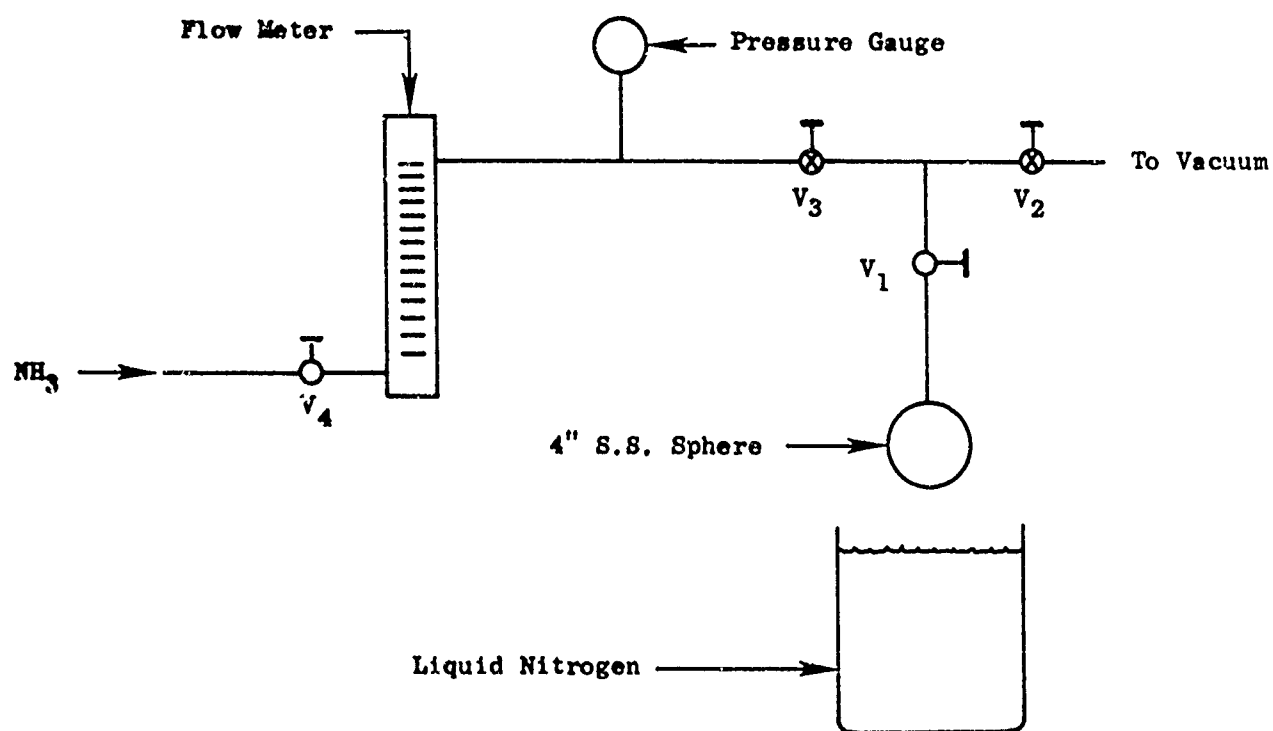 Flow Meter
Pressure Gauge
To Vacuum
V3
V2
V1
NH3
V4
4" S.S. Sphere
Liquid Nitrogen